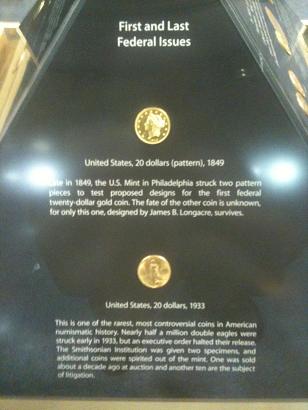 First and Last
Federal Issues
United States, 20 dollars (pattern), 1849
Late in 1849, the U.S. Mint in Philadelphia struck two pattern
pieces to test proposed designs for the first federal
twenty-dollar gold coin. The fate of the other coin is unknown,
for only this one, designed by James B. Longacre, survives.
United States, 20 dollars, 1933
This is one of the rarest, most controversial coins in American
numismatic history. Nearly half a million double eagles were
struck early in 1933, but an executive order halted their release.
The Smithsonian Institution was given two specimens, and
additional coins were spirited out of the mint. One was sold
about a decade ago at auction and another ten are the subject
of litigation.